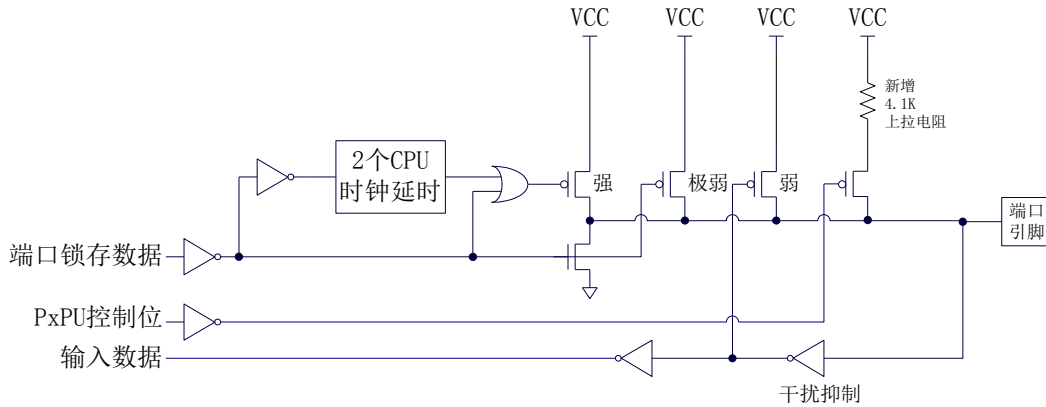 VCC
VCC
VCC
VCC
新增
4.1K
上拉电阻
2个CPU
时钟延时
强
极弱
弱
端口
引脚
端口锁存数据
PxPU控制位
输入数据
干扰抑制